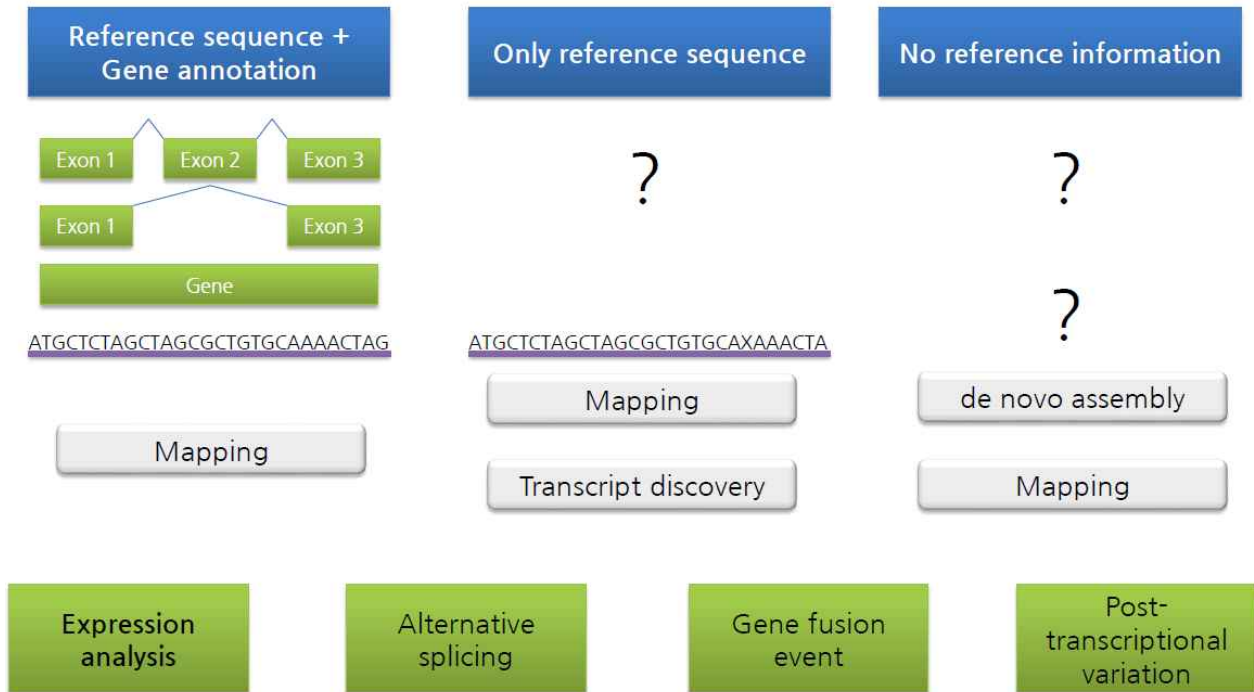 Reference sequence +
Gene annotation
Only reference sequence
No reference information
Exon 1
Exon 2
Exon 3
Exon 1
Exon 3
Gene
?
?
?
ATGCTCTAGCTAGCGCTGTGCAAAACTAG
ATGCTCTAGCTAGCGCTGTGCAXAAACTA
Mapping
Mapping
Transcript discovery
de novo assembly
Mapping
Expression
analysis
Alternative
splicing
Gene fusion
event
Post-
transcriptional
variation